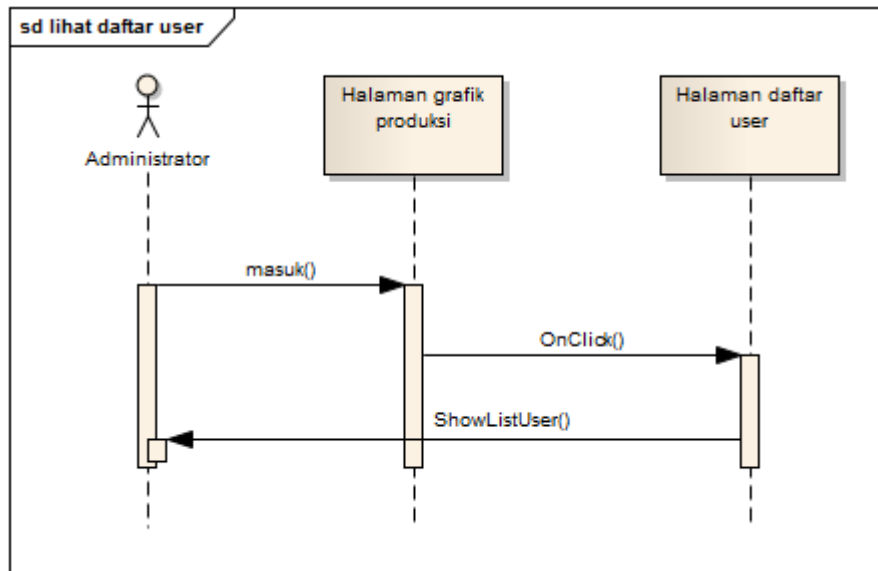 sd lihat daftar user
Administrator
Halaman grafik
produksi
Halaman daftar
user
masuk()
OnClick()
ShowListUser()